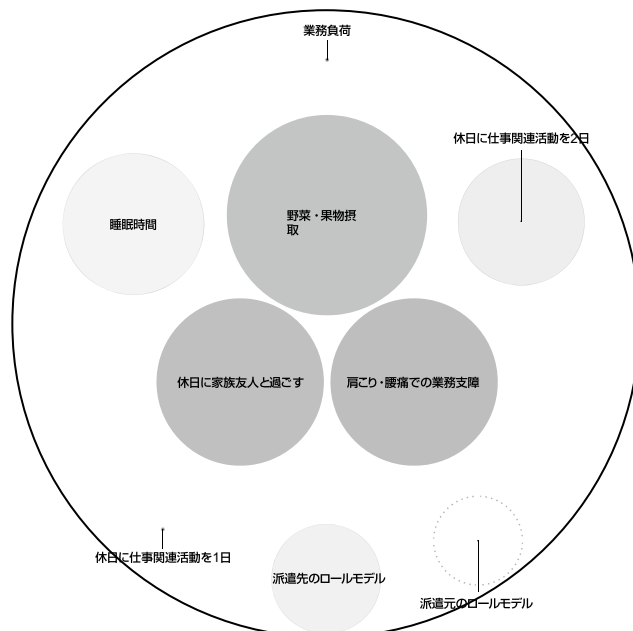 業務負荷
休日に仕事関連活動を2日
睡眠時間
野菜・果物摂
取
休日に家族友人と過ごす
肩こり・腰痛での業務支障
休日に仕事関連活動を1日
派遣先のロールモデル
派遣元のロールモデル